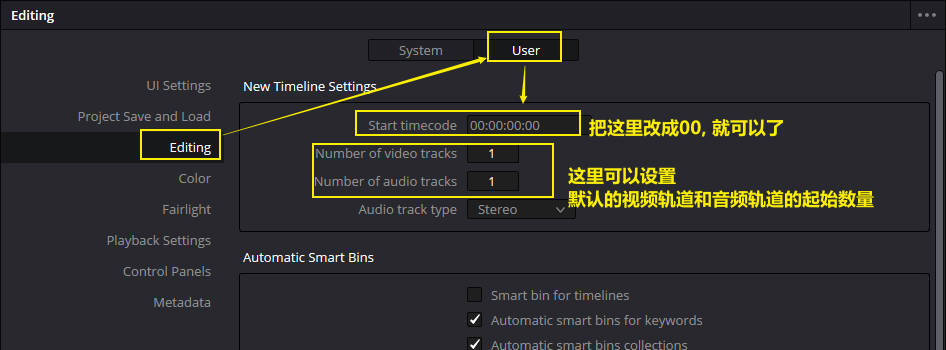 Editing
System
User
UI Settings
Project Save and Load
Editing
Color
Fairlight
Playback Settings
Control Panels
Metadata
New Timeline Settings
Start timecode 00:00:00:00
把这里改成00, 就可以了
Number of video tracks 1
Number of audio tracks 1
这里可以设置
默认的视频轨道和音频轨道的起始数量
Audio track type Stereo
Automatic Smart Bins
Smart bin for timelines
Automatic smart bins for keywords
Automatic smart bins collections